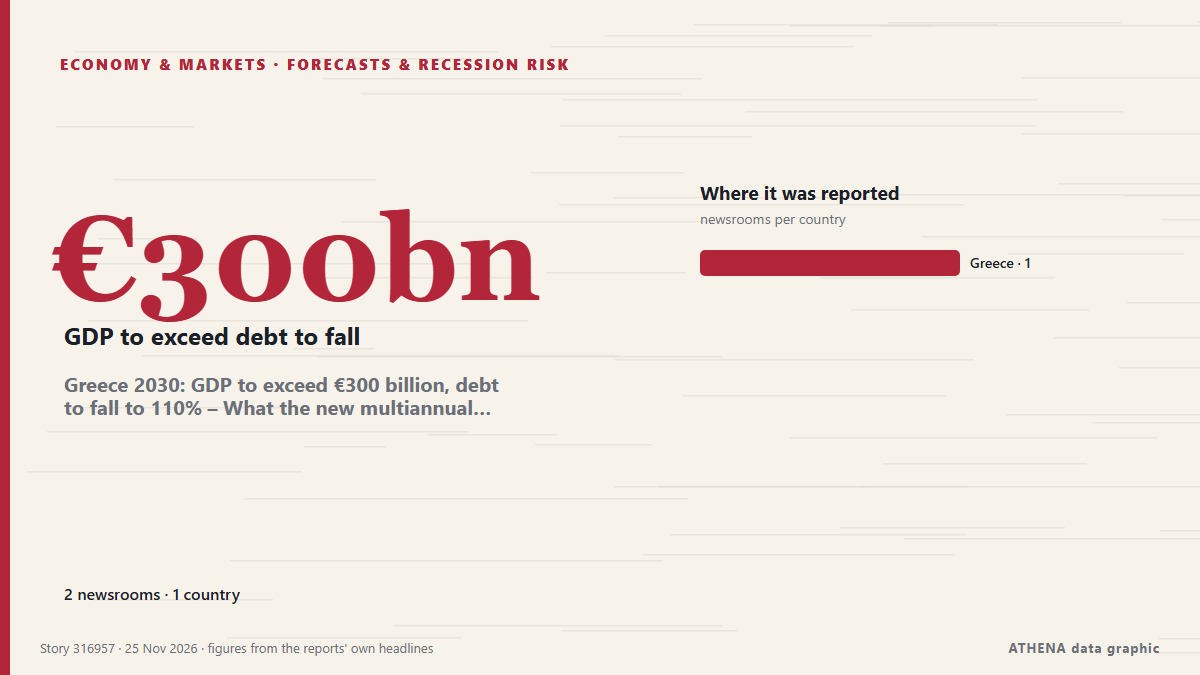 ECONOMY & MARKETS · FORECASTS & RECESSION RISK
€300bn
GDP to exceed debt to fall
Greece 2030: GDP to exceed €300 billion, debt
to fall to 110% – What the new multiannual…
Where it was reported
newsrooms per country
Greece · 1
2 newsrooms · 1 country
Story 316957 · 25 Nov 2026 · figures from the reports' own headlines
ATHENA data graphic